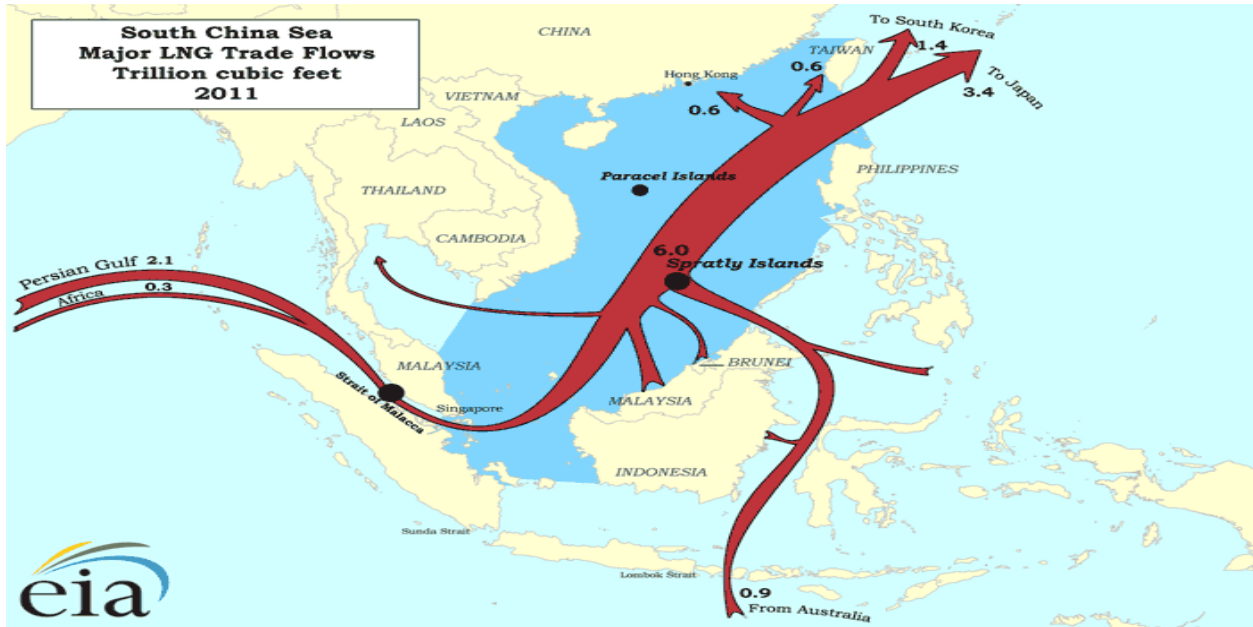 South China Sea
Major LNG Trade Flows
Trillion cubic feet
2011
CHINA
To South Korea
1.4
TAIWAN
To Japan
3.4
0.6
Hong Kong
0.6
VIETNAM
LAOS
Paracel Islands
PHILIPPINES
THAILAND
CAMBODIA
6.0
Spratly Islands
Persian Gulf 2.1
Africa 0.3
MALAYSIA
BRUNEI
Strait of Malacca
Singapore
MALAYSIA
INDONESIA
Sunda Strait
Lombok Strait
0.9
From Australia
eia